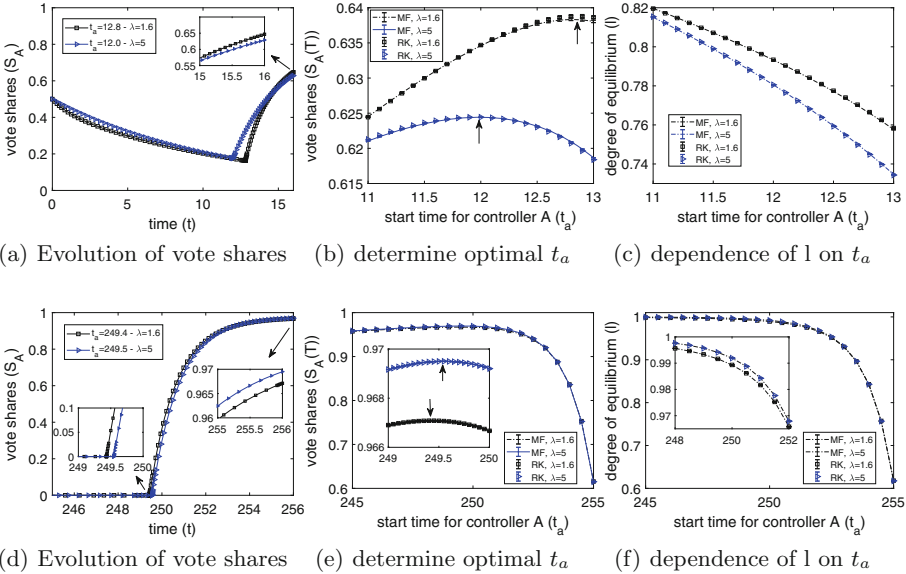 1
0.8
0.6
0.4
0.2
0
vote shares (S_A)
t_a=12.8 - λ=1.6
t_a=12.0 - λ=5
0.65
0.6
0.55
15 15.5 16
0 5 10 15
time (t)
0.64
0.635
0.63
0.625
0.62
0.615
vote shares (S_A(T))
MF, λ=1.6
MF, λ=5
RK, λ=1.6
RK, λ=5
11 11.5 12 12.5 13
start time for controller A (t_a)
0.82
0.8
0.78
0.76
0.74
degree of equilibrium (l)
MF, λ=1.6
MF, λ=5
RK, λ=1.6
RK, λ=5
11 11.5 12 12.5 13
start time for controller A (t_a)
(a) Evolution of vote shares (b) determine optimal t_a (c) dependence of l on t_a
1
0.8
0.6
0.4
0.2
0
vote shares (S_A)
t_a=249.4 - λ=1.6
t_a=249.5 - λ=5
0.1
0.05
0
249 249.5 250
0.97
0.965
0.96
255 255.5 256
246 248 250 252 254 256
time (t)
1
0.9
0.8
0.7
0.6
vote shares (S_A(T))
0.97
0.968
0.966
249 249.5 250
MF, λ=1.6
MF, λ=5
RK, λ=1.6
RK, λ=5
245 250 255
start time for controller A (t_a)
1
0.9
0.8
0.7
0.6
degree of equilibrium (l)
1
0.99
0.98
0.97
248 250 252
MF, λ=1.6
MF, λ=5
RK, λ=1.6
RK, λ=5
245 250 255
start time for controller A (t_a)
(d) Evolution of vote shares (e) determine optimal t_a (f) dependence of l on t_a